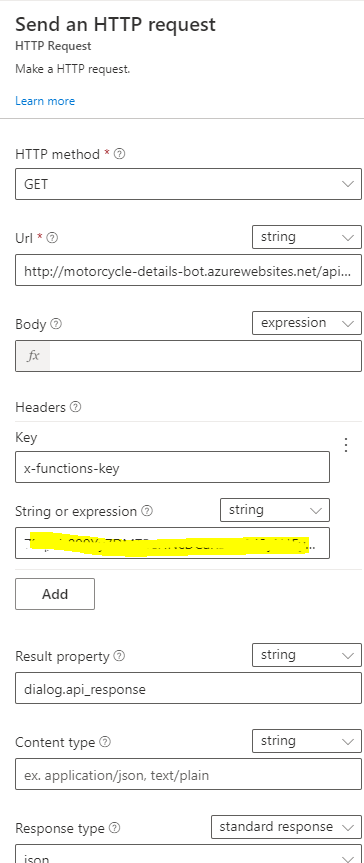 Send an HTTP request
HTTP Request
Make a HTTP request.
Learn more
HTTP method *
GET
Url *
string
http://motorcycle-details-bot.azurewebsites.net/api...
Body
expression
fx
Headers
Key
x-functions-key
String or expression
string
Add
Result property
string
dialog.api_response
Content type
string
ex. application/json, text/plain
Response type
standard response
json